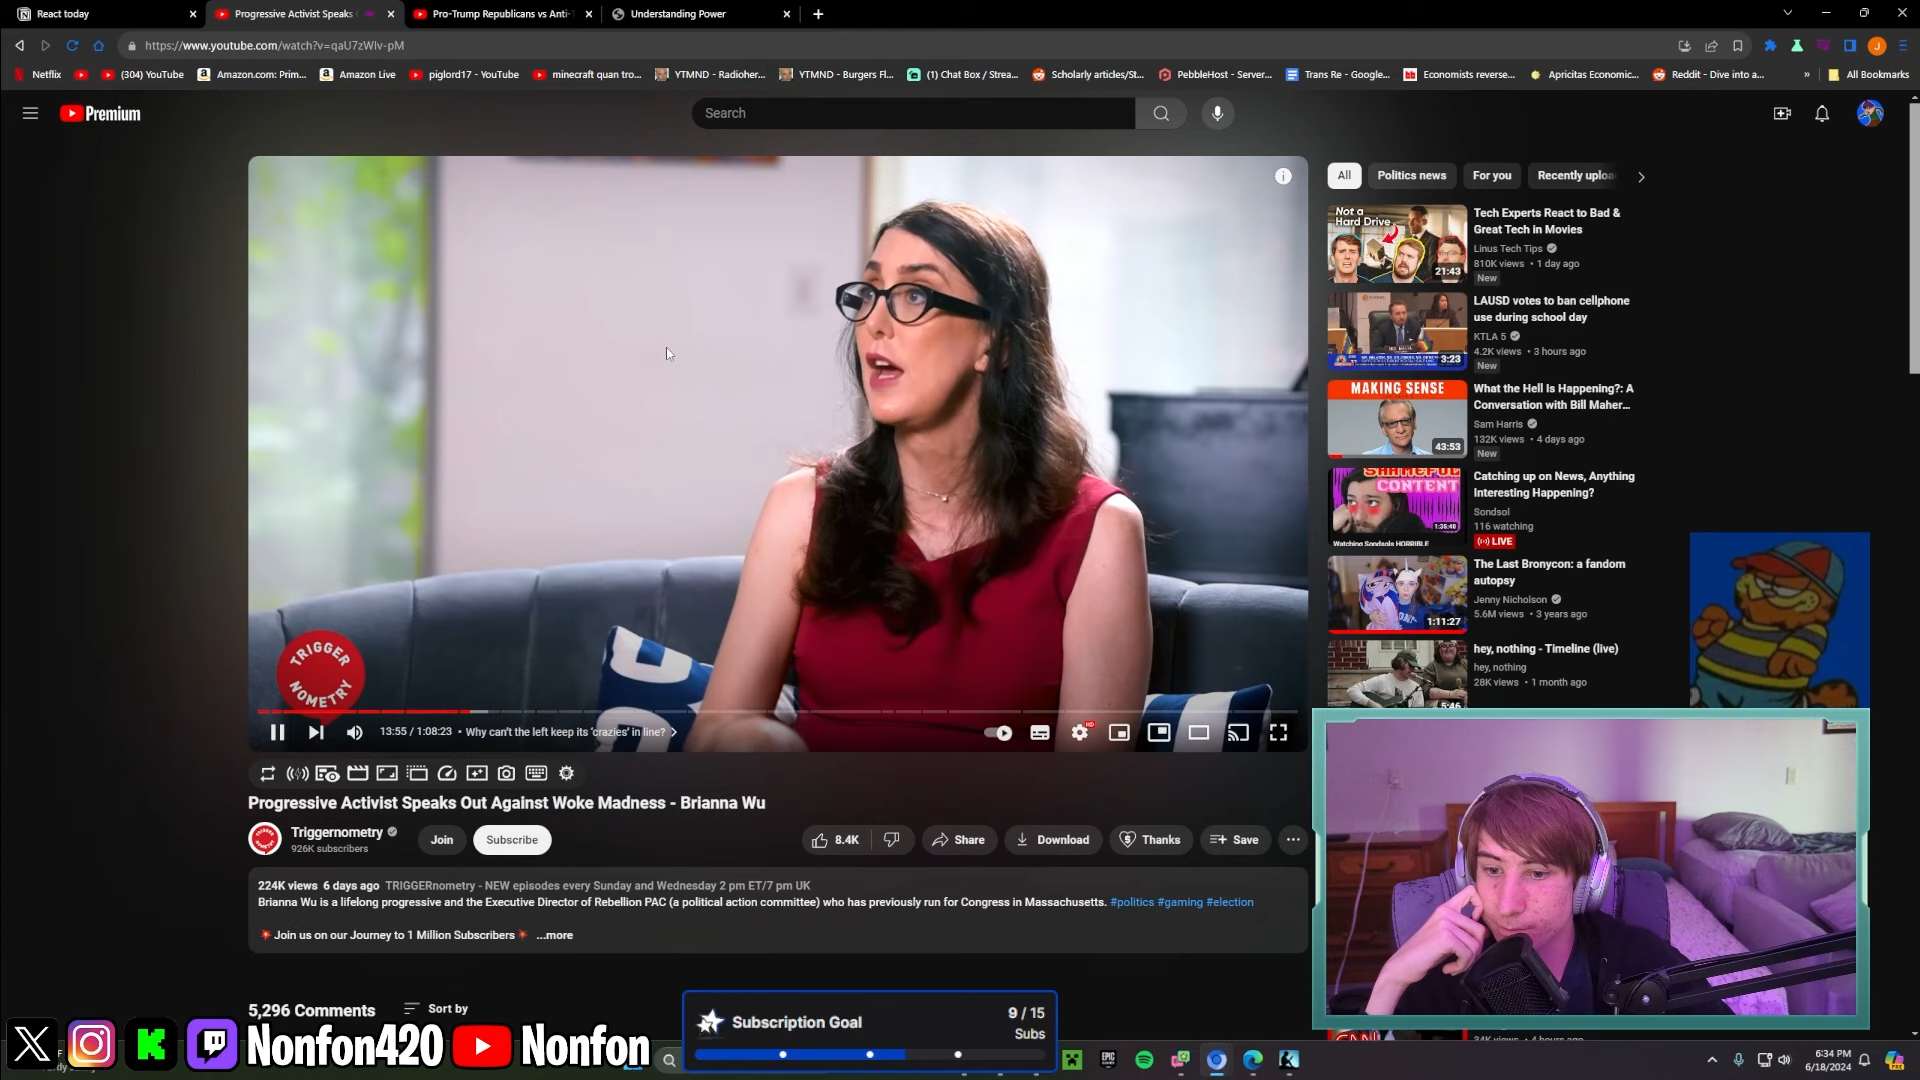 React today
Progressive Activist Speaks
Pro-Trump Republicans vs Anti-
Understanding Power
https://www.youtube.com/watch?v=qaU7zWlv-pM
J
Netflix
(304) YouTube
Amazon.com: Prim...
Amazon Live
piglord17 - YouTube
minecraft quan tro...
YTMND - Radioher...
YTMND - Burgers Fl...
(1) Chat Box / Strea...
Scholarly articles/St...
PebbleHost - Server...
Trans Re - Google...
Economists reverse...
Apricitas Economic...
Reddit - Dive into a...
» All Bookmarks
Premium
Search
All
Politics news
For you
Recently uploa
Not a
Hard Drive
21:43
Tech Experts React to Bad &
Great Tech in Movies
Linus Tech Tips
810K views • 1 day ago
New
3:23
LAUSD votes to ban cellphone
use during school day
KTLA 5
4.2K views • 3 hours ago
New
MAKING SENSE
43:53
What the Hell Is Happening?: A
Conversation with Bill Maher...
Sam Harris
132K views • 4 days ago
New
SHAMEFUL
CONTENT
1:35:40
Watching Sondsols HORRIBLE
Catching up on News, Anything
Interesting Happening?
Sondsol
116 watching
LIVE
1:11:27
The Last Bronycon: a fandom
autopsy
Jenny Nicholson
5.6M views • 3 years ago
5:46
hey, nothing - Timeline (live)
hey, nothing
28K views • 1 month ago
TRIGGER
NOMETRY
13:55 / 1:08:23 • Why can't the left keep its 'crazies' in line? >
HD
Progressive Activist Speaks Out Against Woke Madness - Brianna Wu
Triggernometry
926K subscribers
Join
Subscribe
8.4K
Share
Download
Thanks
Save
224K views 6 days ago TRIGGERnometry - NEW episodes every Sunday and Wednesday 2 pm ET/7 pm UK
Brianna Wu is a lifelong progressive and the Executive Director of Rebellion PAC (a political action committee) who has previously run for Congress in Massachusetts. #politics #gaming #election
Join us on our Journey to 1 Million Subscribers ...more
5,296 Comments
Sort by
Subscription Goal
9 / 15
Subs
Nonfon420
Nonfon
EPIC
6:34 PM
6/18/2024